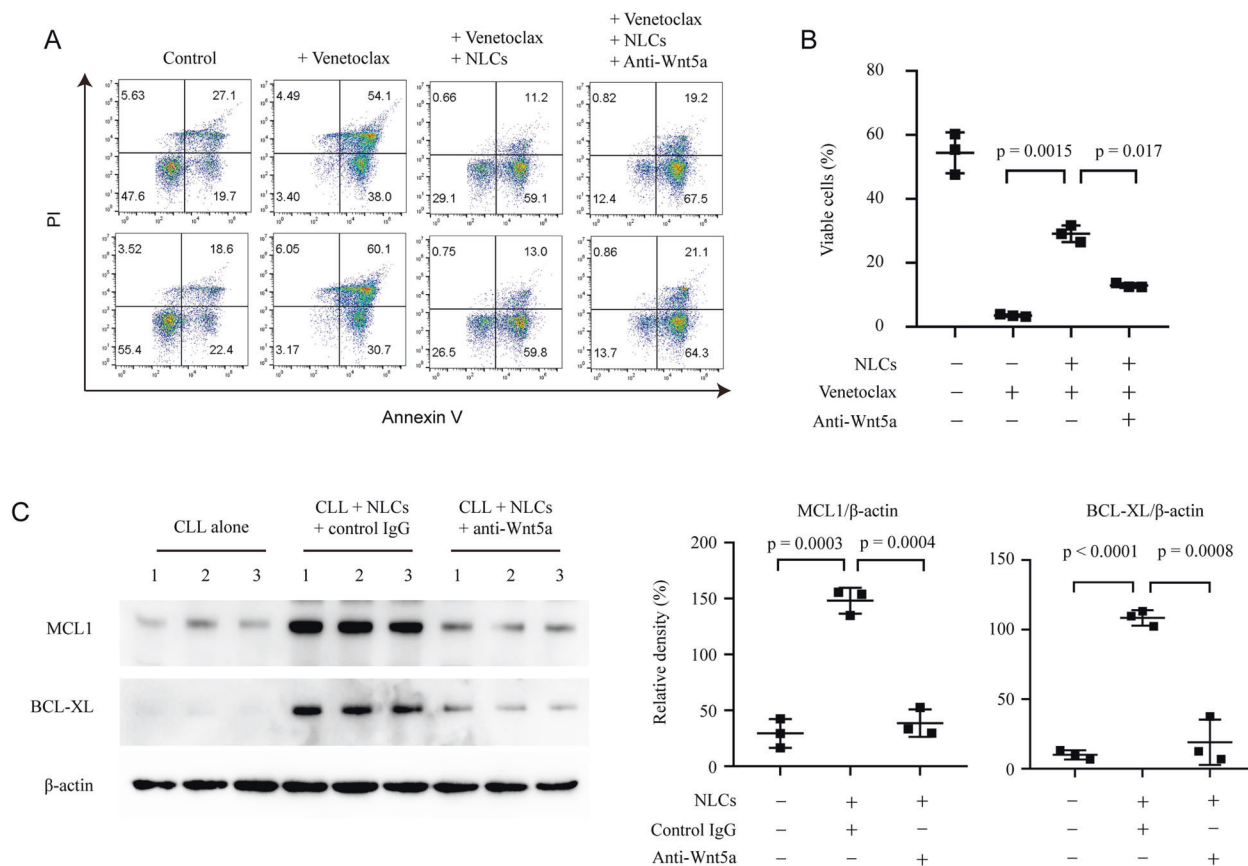 A
Control
+ Venetoclax
+ Venetoclax
+ NLCs
+ Venetoclax
+ NLCs
+ Anti-Wnt5a
5.63 27.1
47.6 19.7
4.49 54.1
3.40 38.0
0.66 11.2
29.1 59.1
0.82 19.2
12.4 67.5
3.52 18.6
55.4 22.4
6.05 60.1
3.17 30.7
0.75 13.0
26.5 59.8
0.86 21.1
13.7 64.3
PI
Annexin V
B
80
60
40
20
0
Viable cells (%)
p = 0.0015
p = 0.017
NLCs − − + +
Venetoclax − + + +
Anti-Wnt5a − − − +
C
CLL alone
CLL + NLCs
+ control IgG
CLL + NLCs
+ anti-Wnt5a
1 2 3 1 2 3 1 2 3
MCL1
BCL-XL
β-actin
MCL1/β-actin
p = 0.0003
p = 0.0004
200
150
100
50
0
Relative density (%)
NLCs − + +
Control IgG − + −
Anti-Wnt5a − − +
BCL-XL/β-actin
p < 0.0001
p = 0.0008
150
100
50
0
− + +
− + −
− − +